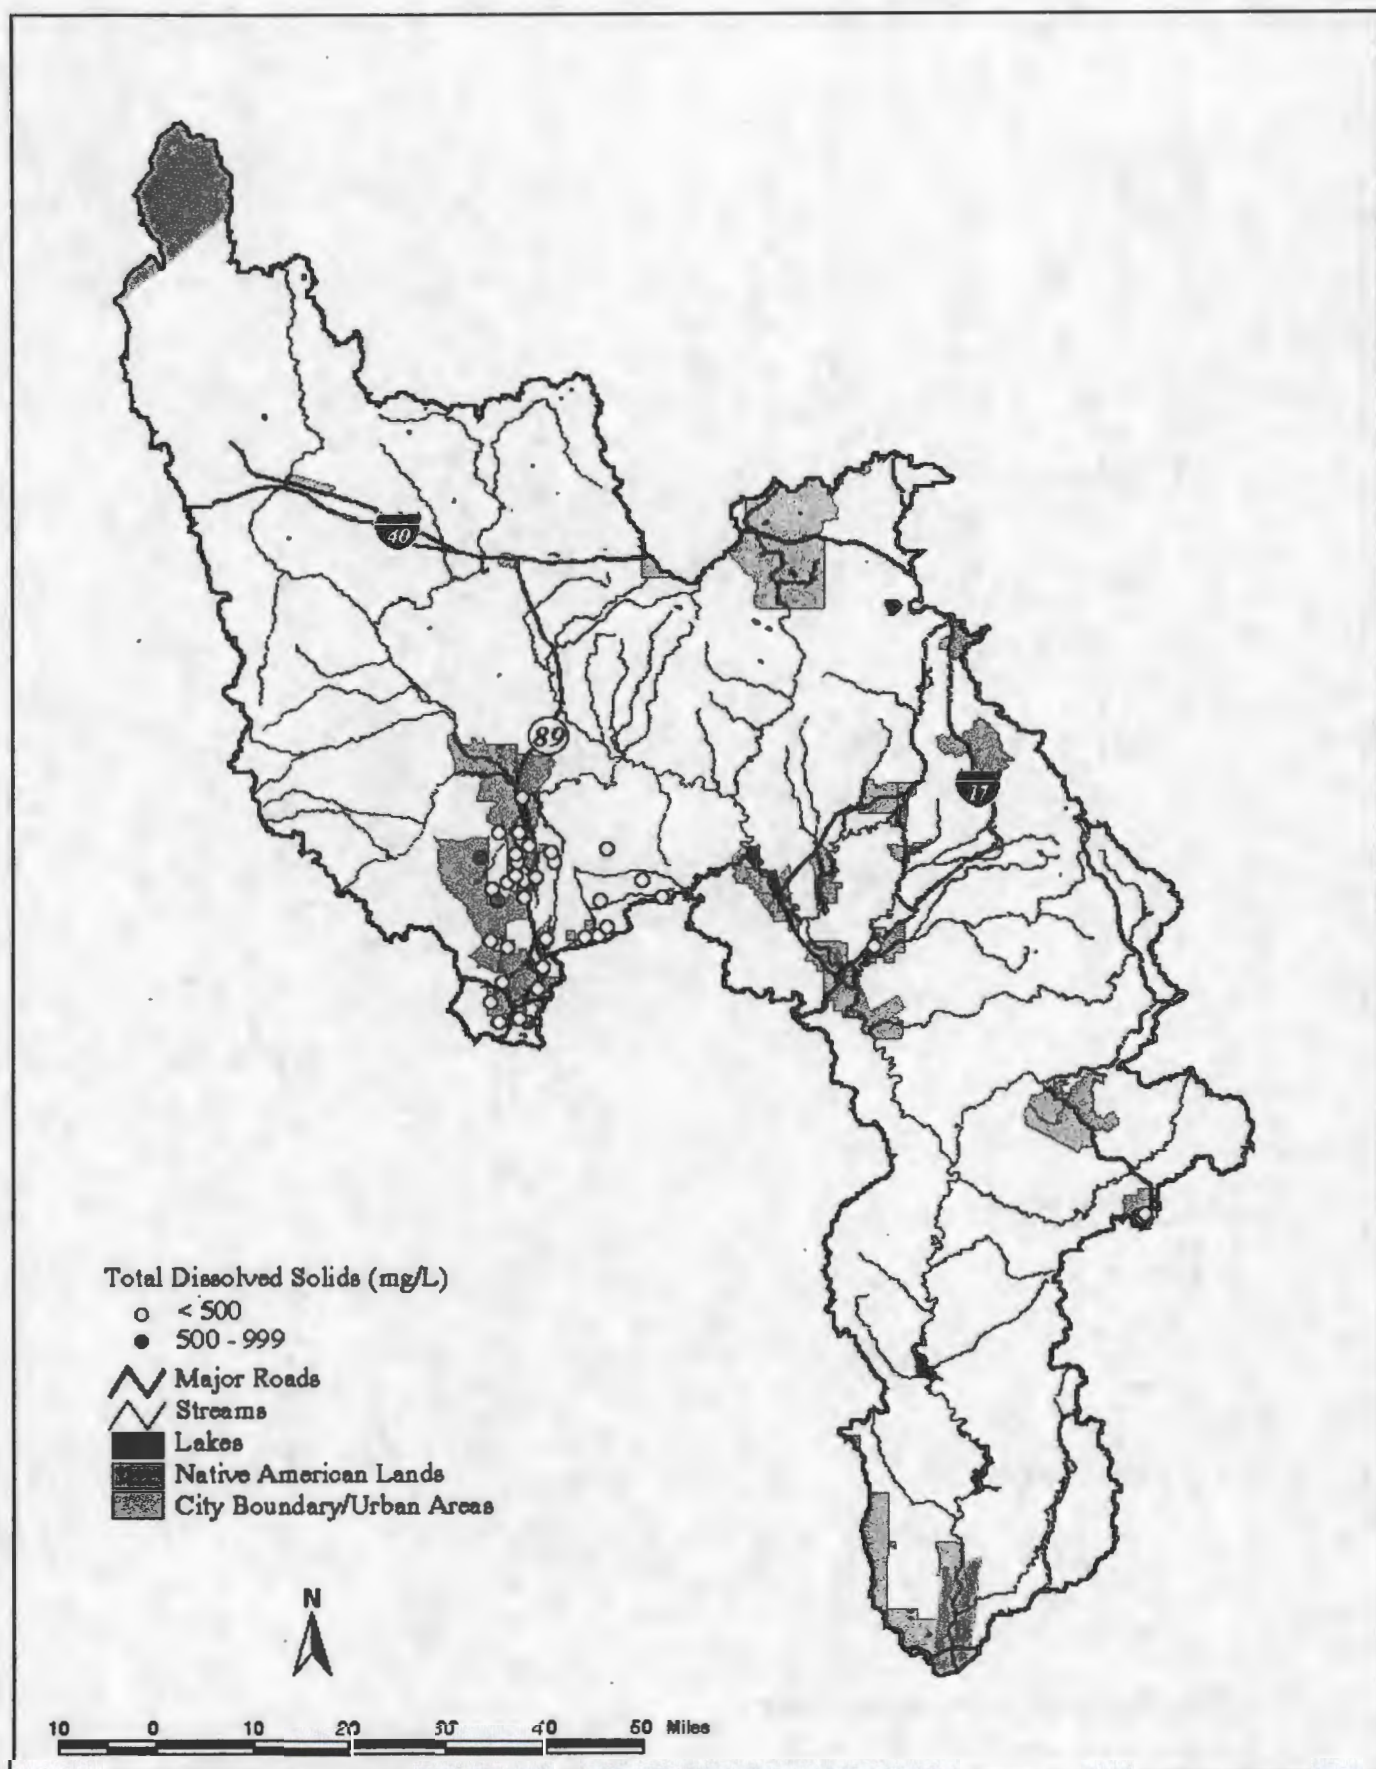 40
89
17
Total Dissolved Solids (mg/L)
< 500
500 - 999
Major Roads
Streams
Lakes
Native American Lands
City Boundary/Urban Areas
N
10 0 10 20 30 40 50 Miles